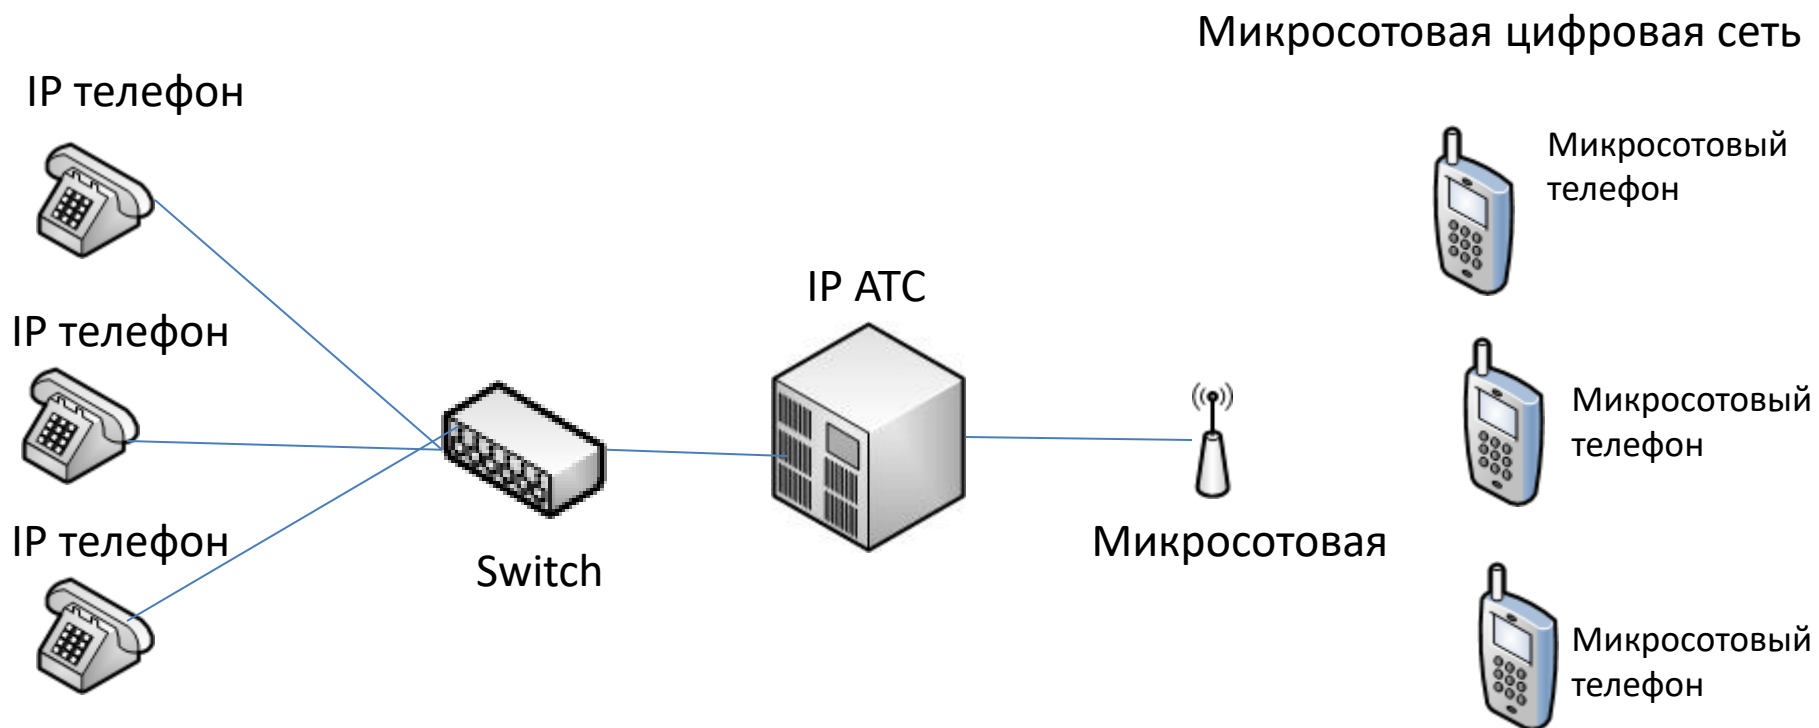 Микросотовая цифровая сеть
IP телефон
Микросотовый
телефон
IP АТС
IP телефон
Микросотовый
телефон
IP телефон
Switch
Микросотовая
Микросотовый
телефон